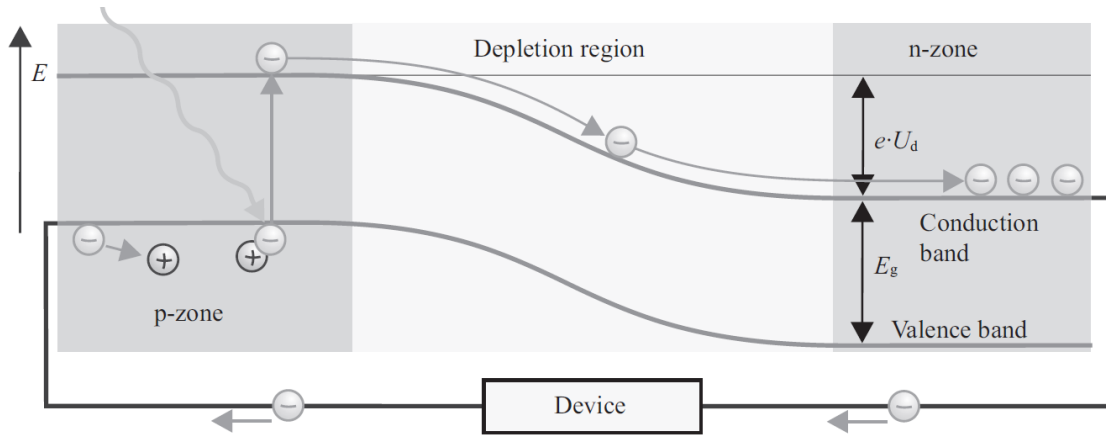 Depletion region
n-zone
E
e·U_d
Conduction
band
E_g
p-zone
Valence band
Device